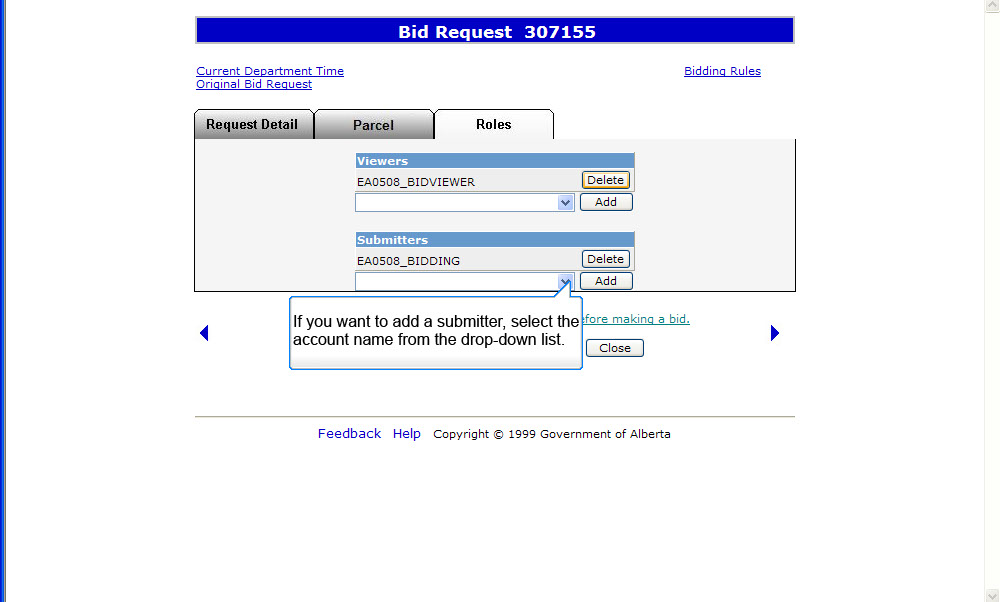 Bid Request 307155
Current Department Time
Bidding Rules
Original Bid Request
Request Detail
Parcel
Roles
Viewers
EA0508_BIDVIEWER
Delete
Add
Submitters
EA0508_BIDDING
Delete
Add
If you want to add a submitter, select the
account name from the drop-down list.
making a bid.
Close
Feedback Help Copyright © 1999 Government of Alberta